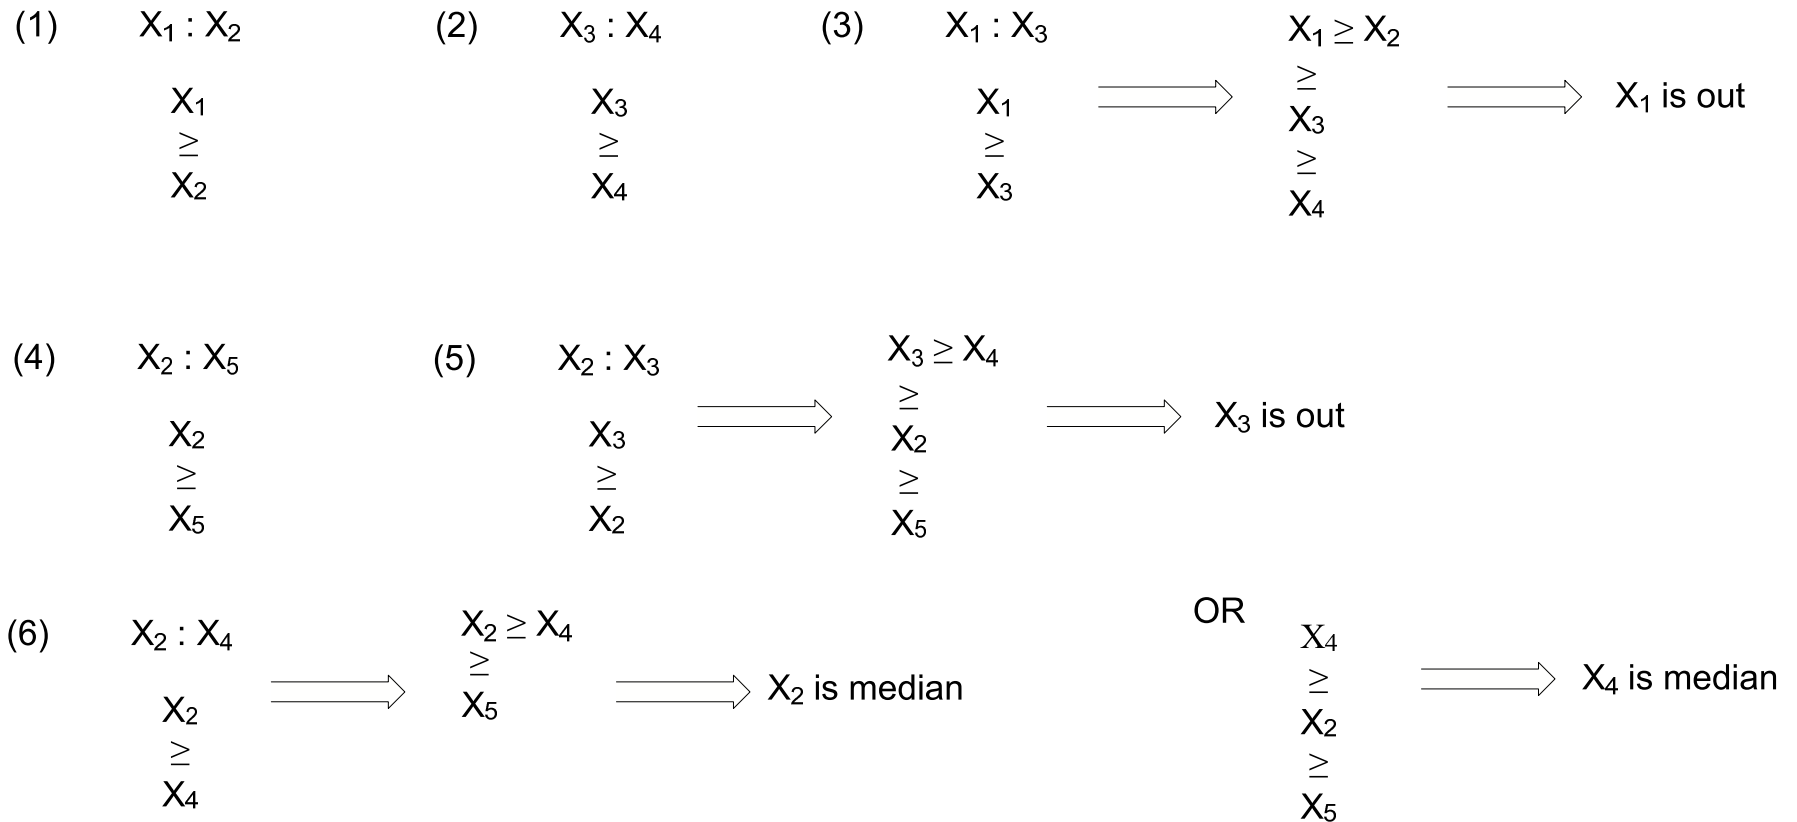 (1) X₁ : X₂
X₁
≥
X₂
(2) X₃ : X₄
X₃
≥
X₄
(3) X₁ : X₃
X₁
≥
X₃
X₁ ≥ X₂
≥
X₃
≥
X₄
X₁ is out
(4) X₂ : X₅
X₂
≥
X₅
(5) X₂ : X₃
X₃
≥
X₂
X₃ ≥ X₄
≥
X₂
≥
X₅
X₃ is out
(6) X₂ : X₄
X₂
≥
X₄
X₂ ≥ X₄
≥
X₅
X₂ is median
OR
X₄
≥
X₂
≥
X₅
X₄ is median